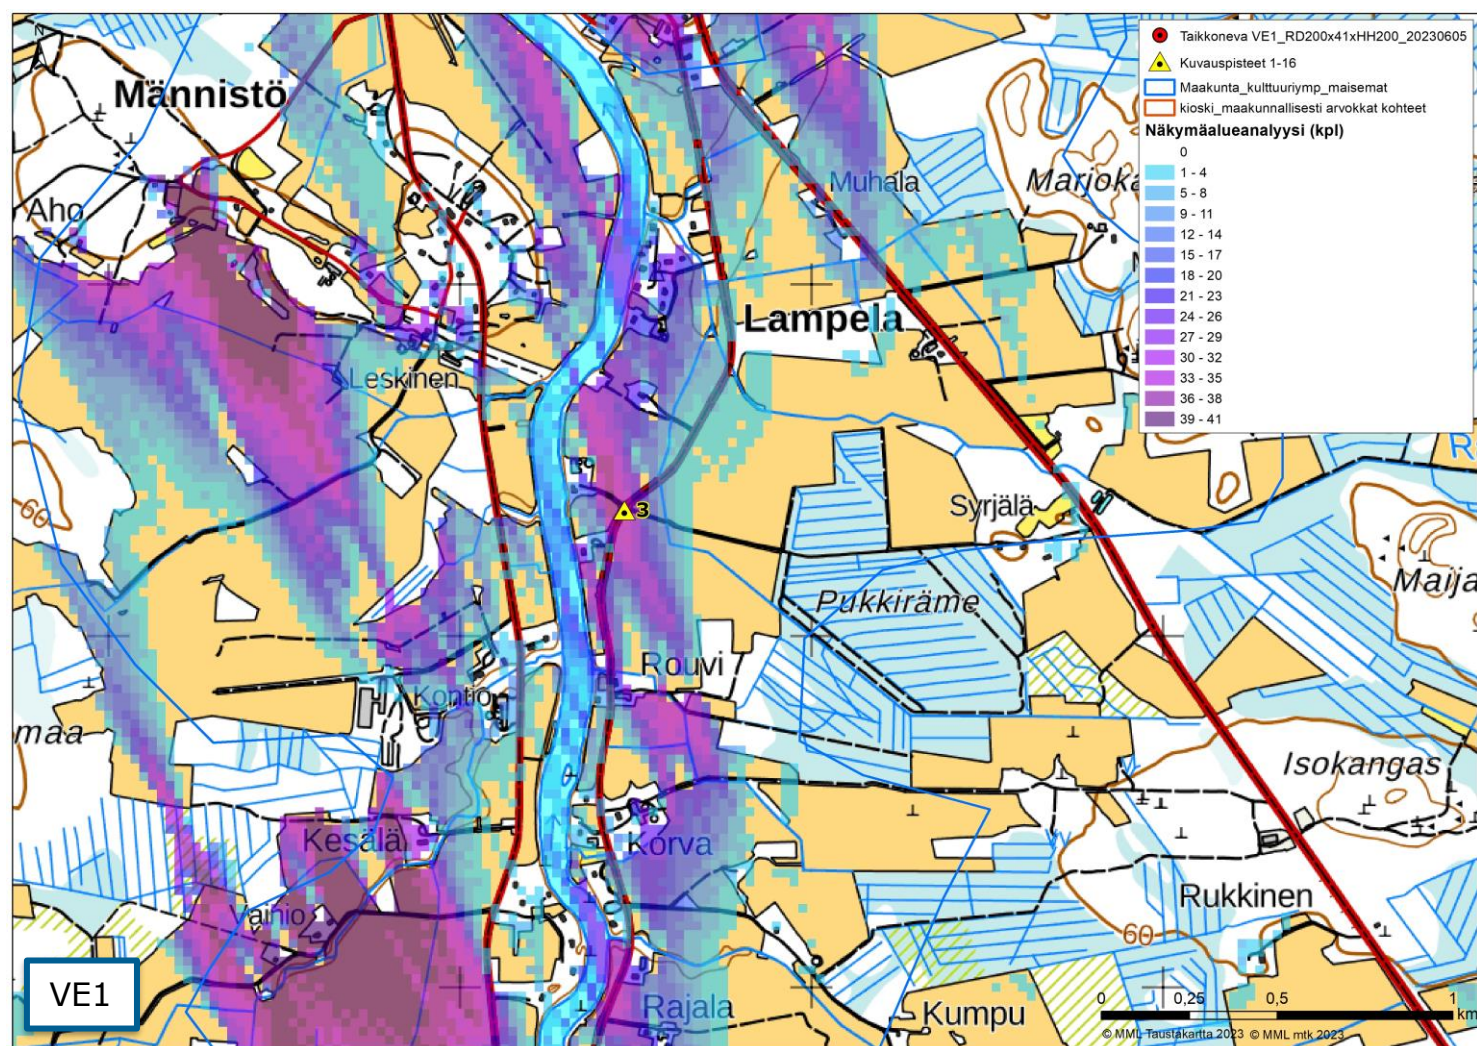 N
Taikkoneva VE1_RD200x41xHH200_20230605
Kuvauspisteet 1-16
Maakunta_kulttuuriymp_maisemat
kioski_maakunnallisesti arvokkat kohteet
Näkymäalueanalyysi (kpl)
0
1 - 4
5 - 8
9 - 11
12 - 14
15 - 17
18 - 20
21 - 23
24 - 26
27 - 29
30 - 32
33 - 35
36 - 38
39 - 41
Männistö
Muhala
Marjoka
Aho
Lampela
Leskinen
60
3
Syrjälä
Maija
Pukkiräme
Rouvi
Kontio
maa
Isokangas
Kesälä
Korva
Rukkinen
Vainio
60
VE1
Rajala
Kumpu
0 0,25 0,5 1
km
© MML Taustakartta 2023 © MML mtk 2023